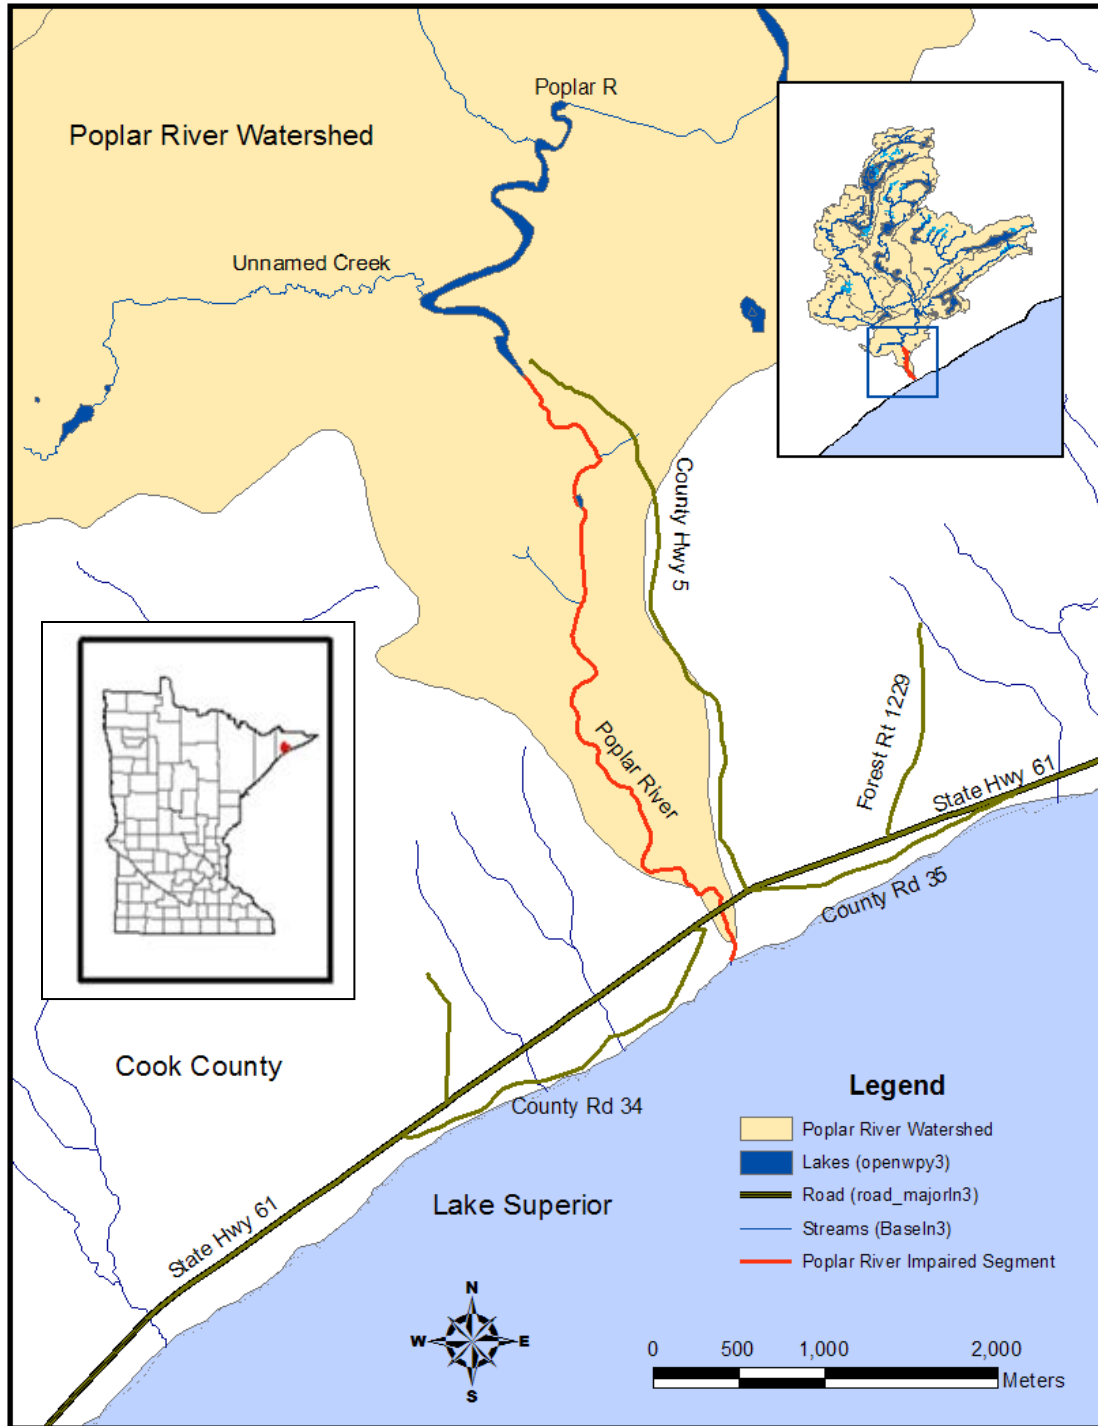 Poplar R
Poplar River Watershed
Unnamed Creek
County Hwy 5
Forest Rt 1229
Poplar River
State Hwy 61
County Rd 35
Cook County
County Rd 34
Lake Superior
State Hwy 61
Legend
Poplar River Watershed
Lakes (openwpy3)
Road (road_majorln3)
Streams (Baseln3)
Poplar River Impaired Segment
N
W E
S
0 500 1,000 2,000
Meters